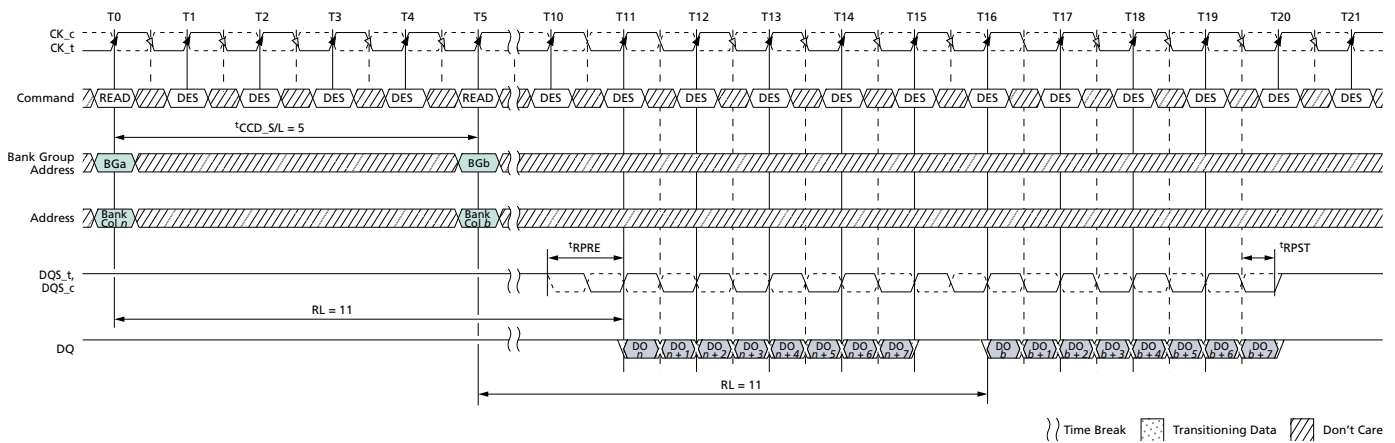 T0 T1 T2 T3 T4 T5 T10 T11 T12 T13 T14 T15 T16 T17 T18 T19 T20 T21
CK_c
CK_t
Command READ DES DES DES DES READ DES DES DES DES DES DES DES DES DES DES DES DES
tCCD_S/L = 5
Bank Group
Address BGa BGb
Address Bank
Col n Bank
Col b
tRPRE tRPST
DQS_t,
DQS_c
RL = 11
DQ DO
n DO
n + 1 DO
n + 2 DO
n + 3 DO
n + 4 DO
n + 5 DO
n + 6 DO
n + 7 DO
b DO
b + 1 DO
b + 2 DO
b + 3 DO
b + 4 DO
b + 5 DO
b + 6 DO
b + 7
RL = 11
Time Break Transitioning Data Don't Care